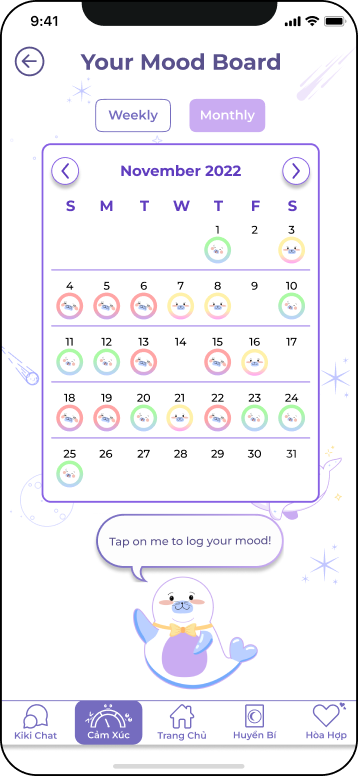 9:41
Your Mood Board
Weekly Monthly
November 2022
S M T W T F S
1 2 3
4 5 6 7 8 9 10
11 12 13 14 15 16 17
18 19 20 21 22 23 24
25 26 27 28 29 30 31
Tap on me to log your mood!
Kiki Chat Cảm Xúc Trang Chủ Huyền Bí Hòa Hợp